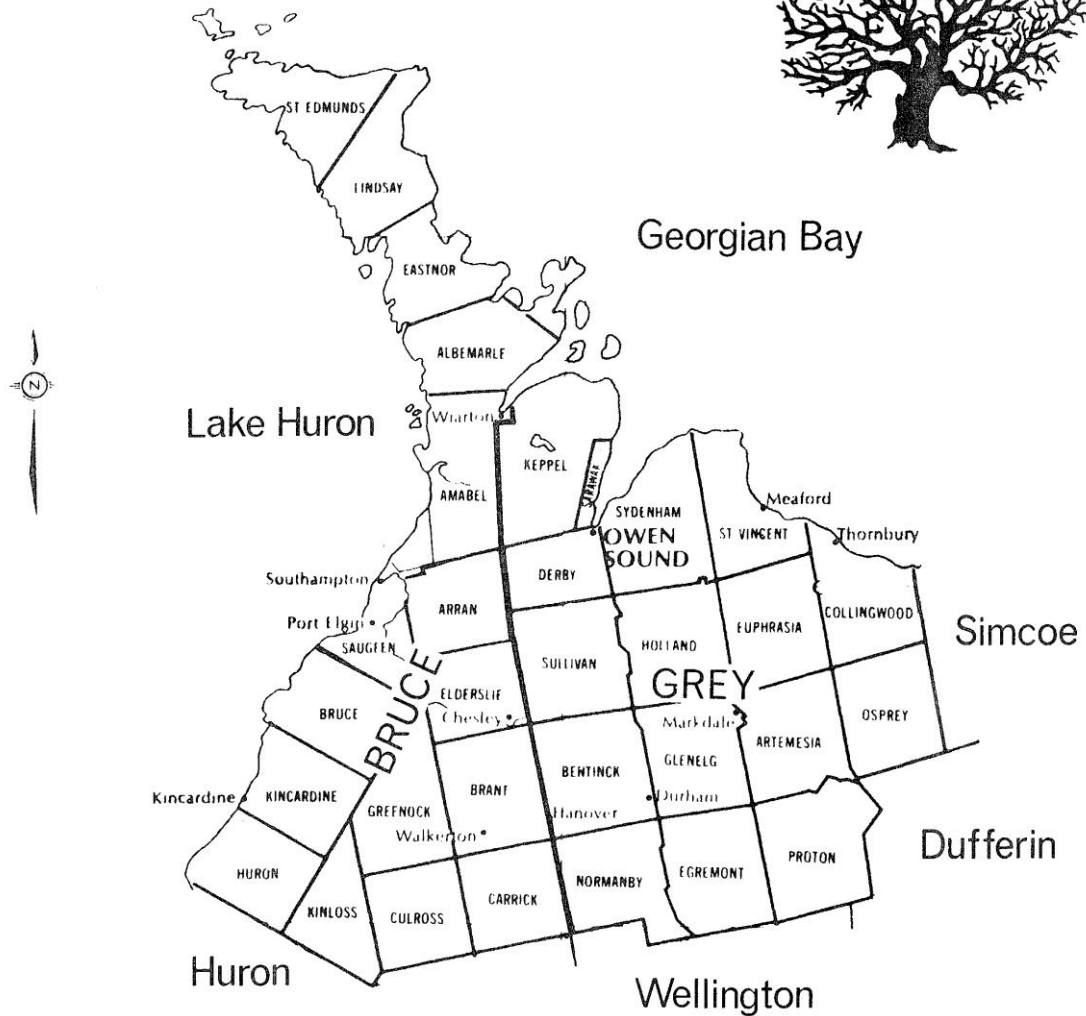 ST EDMUNDS
LINDSAY
Georgian Bay
EASTNOR
ALBEMARLE
N
Lake Huron
Wiarton
KEPPEL
SARAWAK
AMABEL
SYDENHAM
Meaford
OWEN
SOUND
ST VINCENT
Thornbury
Southampton
DERBY
ARRAN
COLLINGWOOD
Port Elgin
EUPHRASIA
Simcoe
SAUGEEN
HOLLAND
SULLIVAN
BRUCE
GREY
ELDERSLIE
BRUCE
Chesley
Markdale
OSPREY
ARTEMESIA
GLENELG
BENTINCK
BRANT
Kincardine
KINCARDINE
Durham
GREENOCK
Hanover
Walkerton
Dufferin
PROTON
HURON
EGREMONT
NORMANBY
CARRICK
KINLOSS
CULROSS
Huron
Wellington